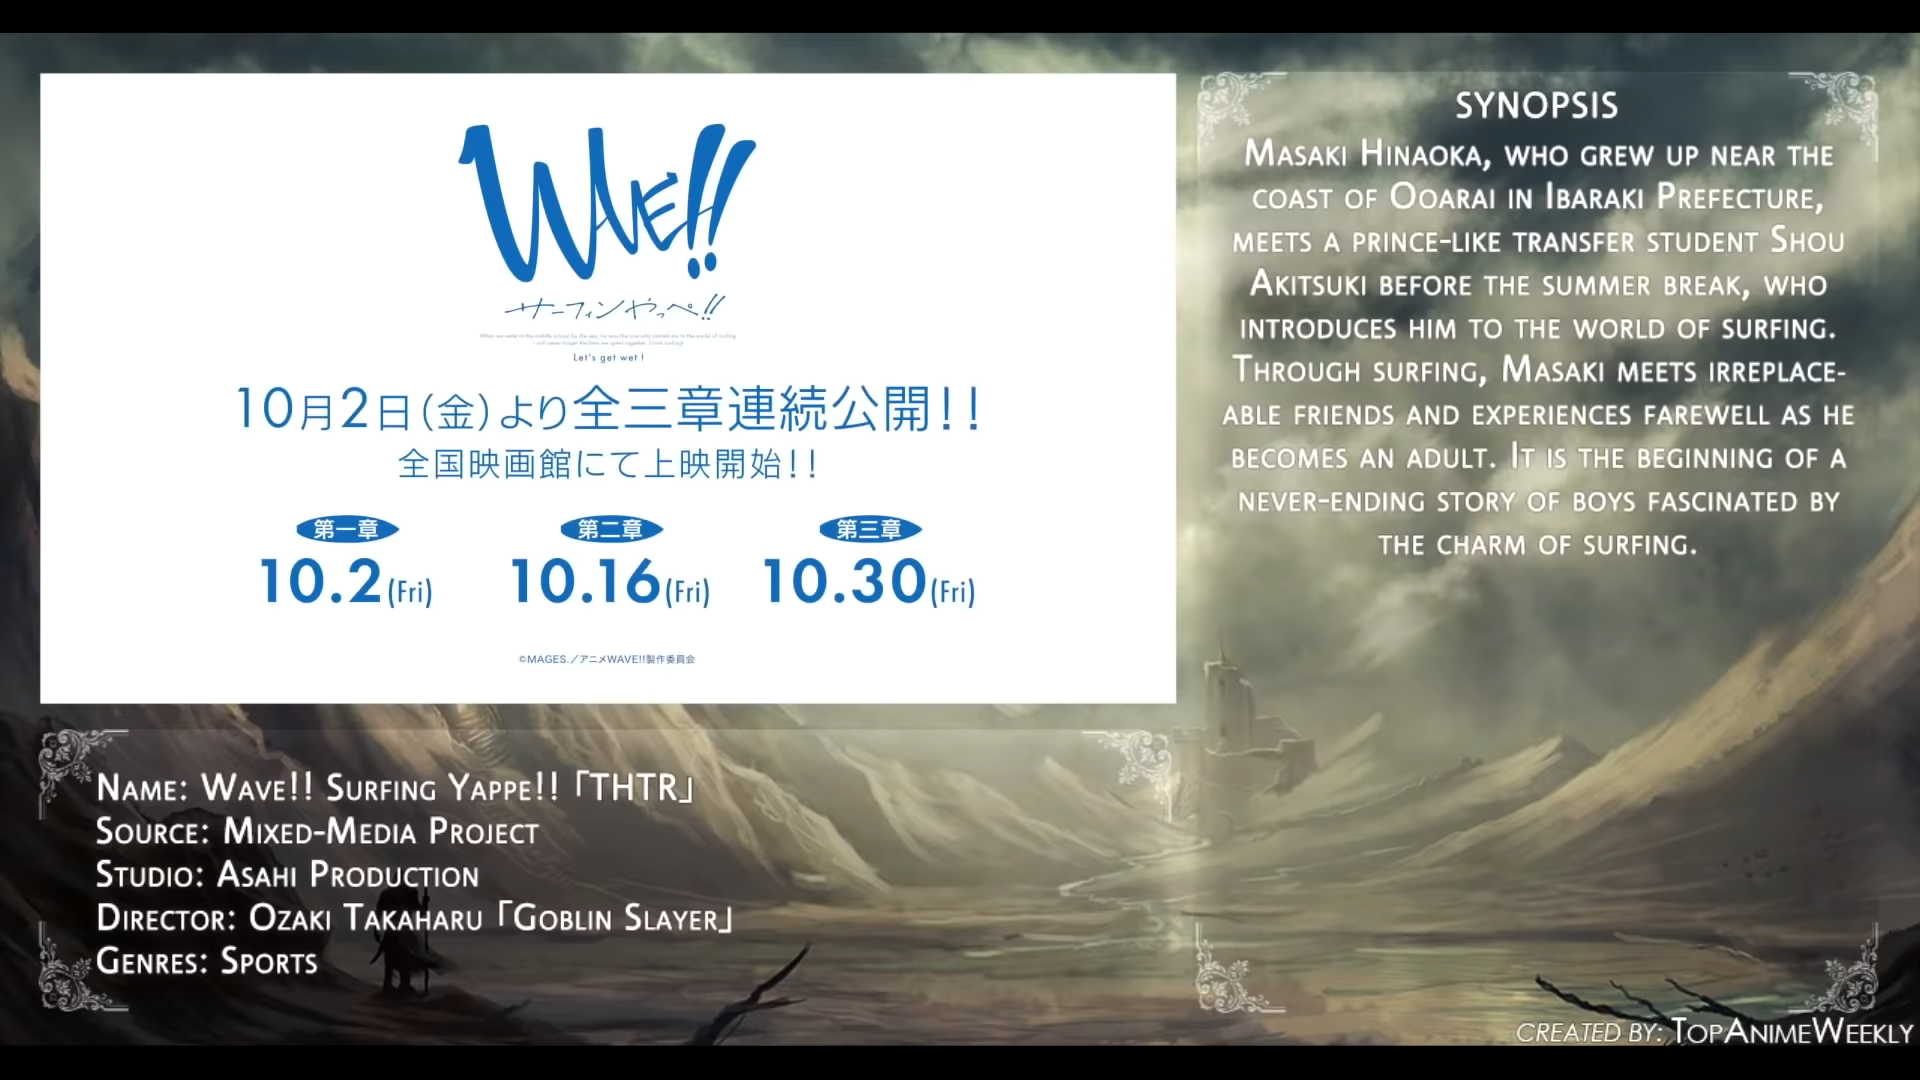 WAVE!!
サーフィンやっぺ!!
Let's get wet !
10月2日(金)より全三章連続公開!!
全国映画館にて上映開始!!
第一章 第二章 第三章
10.2(Fri) 10.16(Fri) 10.30(Fri)
©MAGES./アニメWAVE!!製作委員会
SYNOPSIS
Masaki Hinaoka, who grew up near the
coast of Ooarai in Ibaraki Prefecture,
meets a prince-like transfer student Shou
Akitsuki before the summer break, who
introduces him to the world of surfing.
Through surfing, Masaki meets irreplace-
able friends and experiences farewell as he
becomes an adult. It is the beginning of a
never-ending story of boys fascinated by
the charm of surfing.
Name: Wave!! Surfing Yappe!! 「THTR」
Source: Mixed-Media Project
Studio: Asahi Production
Director: Ozaki Takaharu 「Goblin Slayer」
Genres: Sports
CREATED BY: TopAnimeWeekly